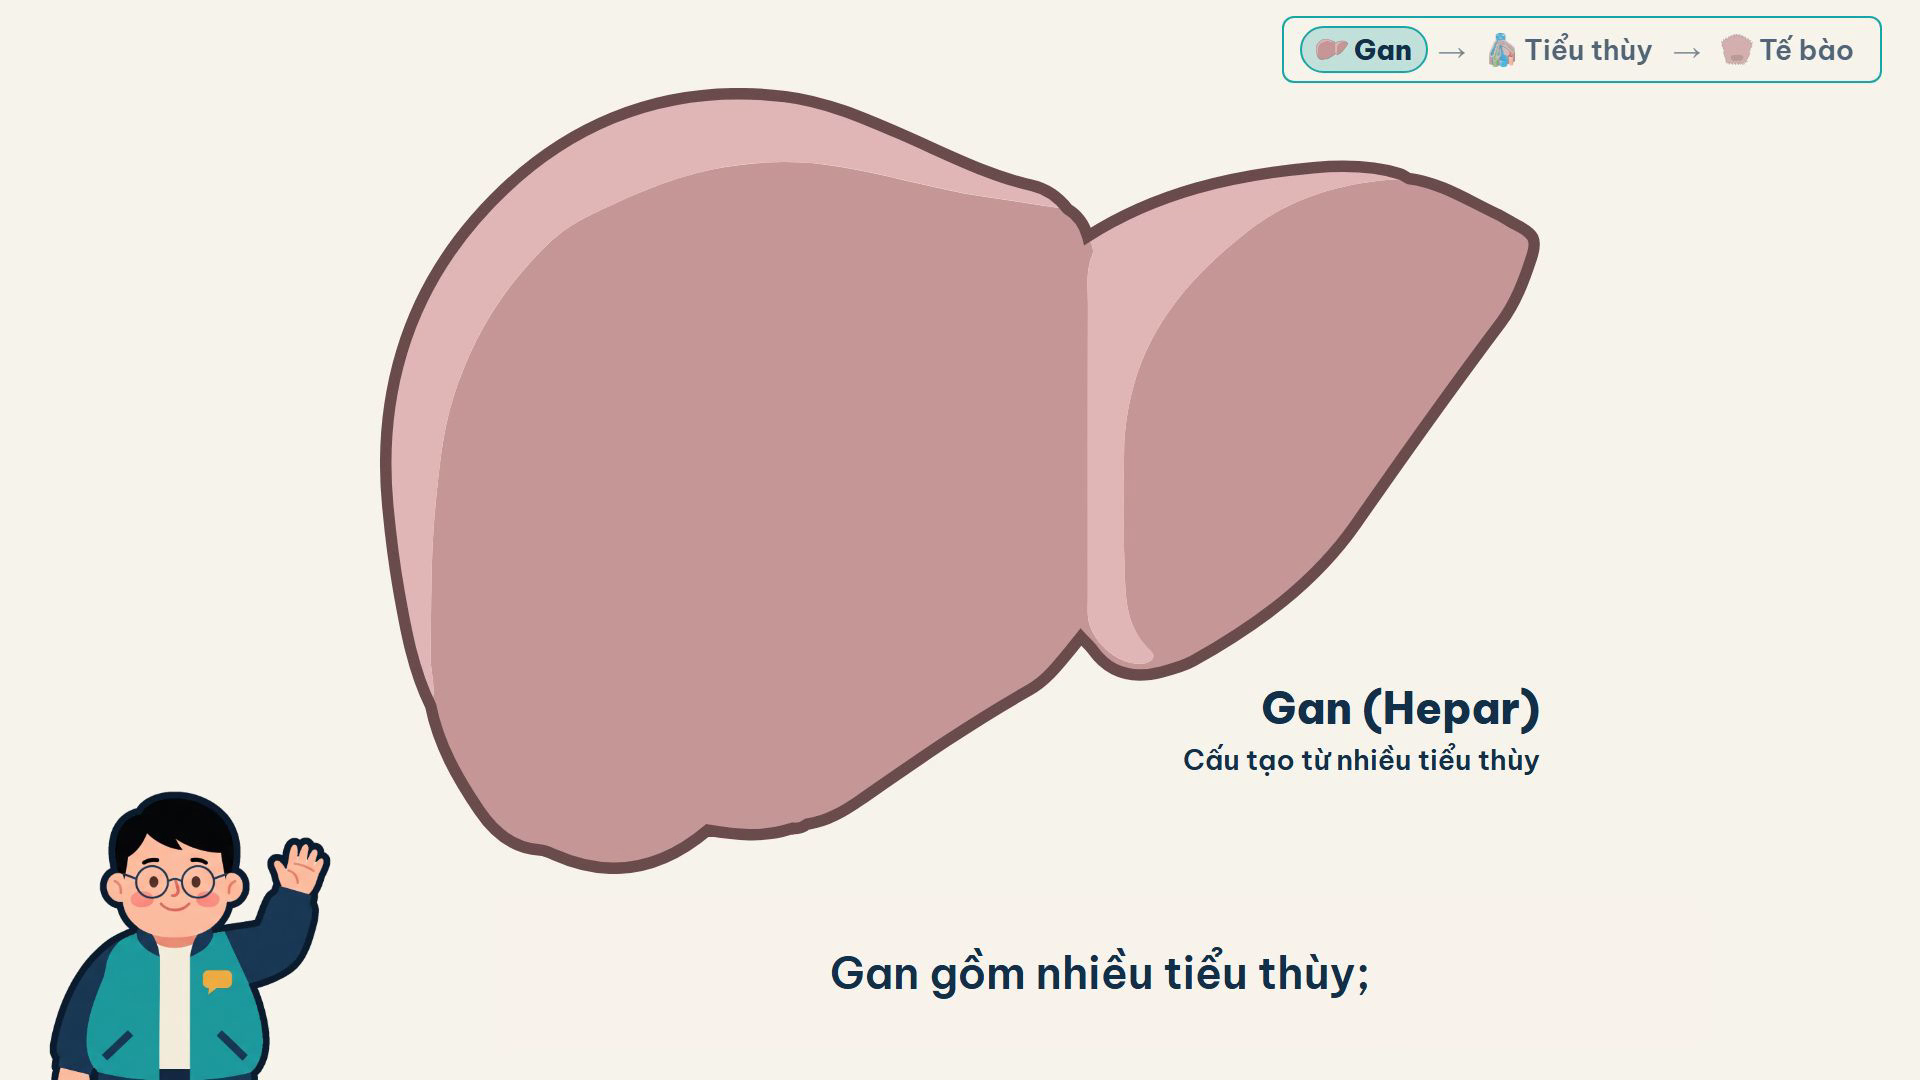 Gan → Tiểu thùy → Tế bào
Gan (Hepar)
Cấu tạo từ nhiều tiểu thùy
Gan gồm nhiều tiểu thùy;